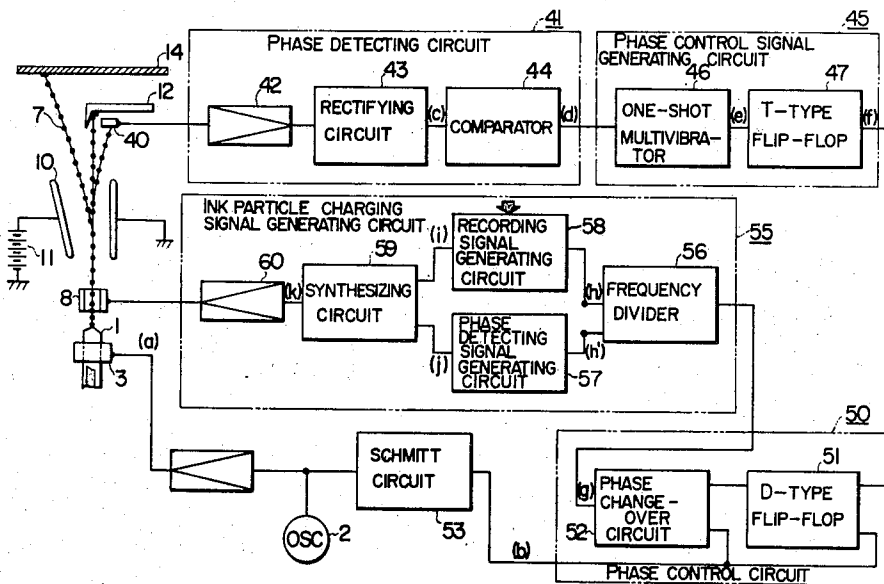 41
45
PHASE DETECTING CIRCUIT
PHASE CONTROL SIGNAL
GENERATING CIRCUIT
14
12
42
43
44
46
47
7
40
RECTIFYING
CIRCUIT
(c)
COMPARATOR
(d)
ONE-SHOT
MULTIVIBRA-
TOR
(e)
T-TYPE
FLIP-FLOP
(f)
10
INK PARTICLE CHARGING
SIGNAL GENERATING CIRCUIT
55
11
60
59
(i)
RECORDING
SIGNAL
GENERATING
CIRCUIT
58
56
8
(k)
SYNTHESIZING
CIRCUIT
(h)
FREQUENCY
DIVIDER
1
(a)
3
(j)
PHASE
DETECTING
SIGNAL
GENERATING
CIRCUIT
(h')
57
50
SCHMITT
CIRCUIT
53
51
(g)
PHASE
CHANGE-
OVER
CIRCUIT
52
D-TYPE
FLIP-FLOP
OSC
2
(b)
PHASE CONTROL CIRCUIT